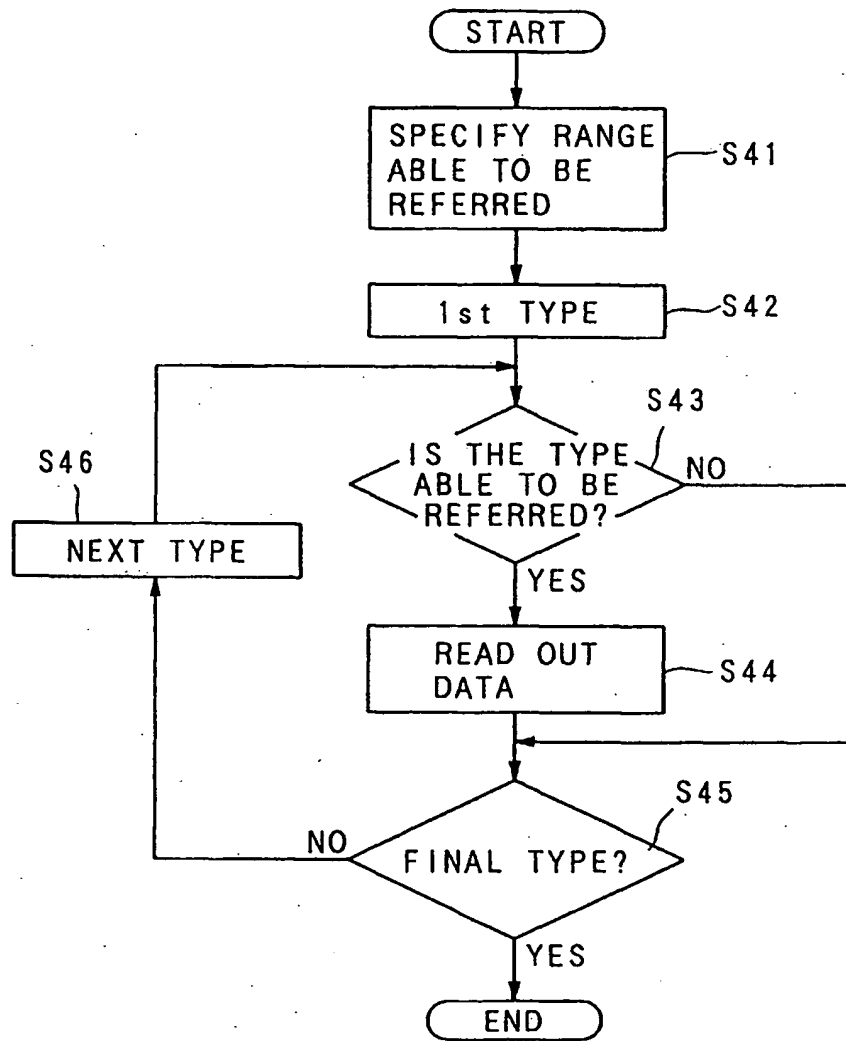 START
SPECIFY RANGE
ABLE TO BE
REFERRED
S41
1st TYPE
S42
S43
IS THE TYPE
ABLE TO BE
REFERRED?
NO
YES
S46
NEXT TYPE
READ OUT
DATA
S44
S45
FINAL TYPE?
NO
YES
END